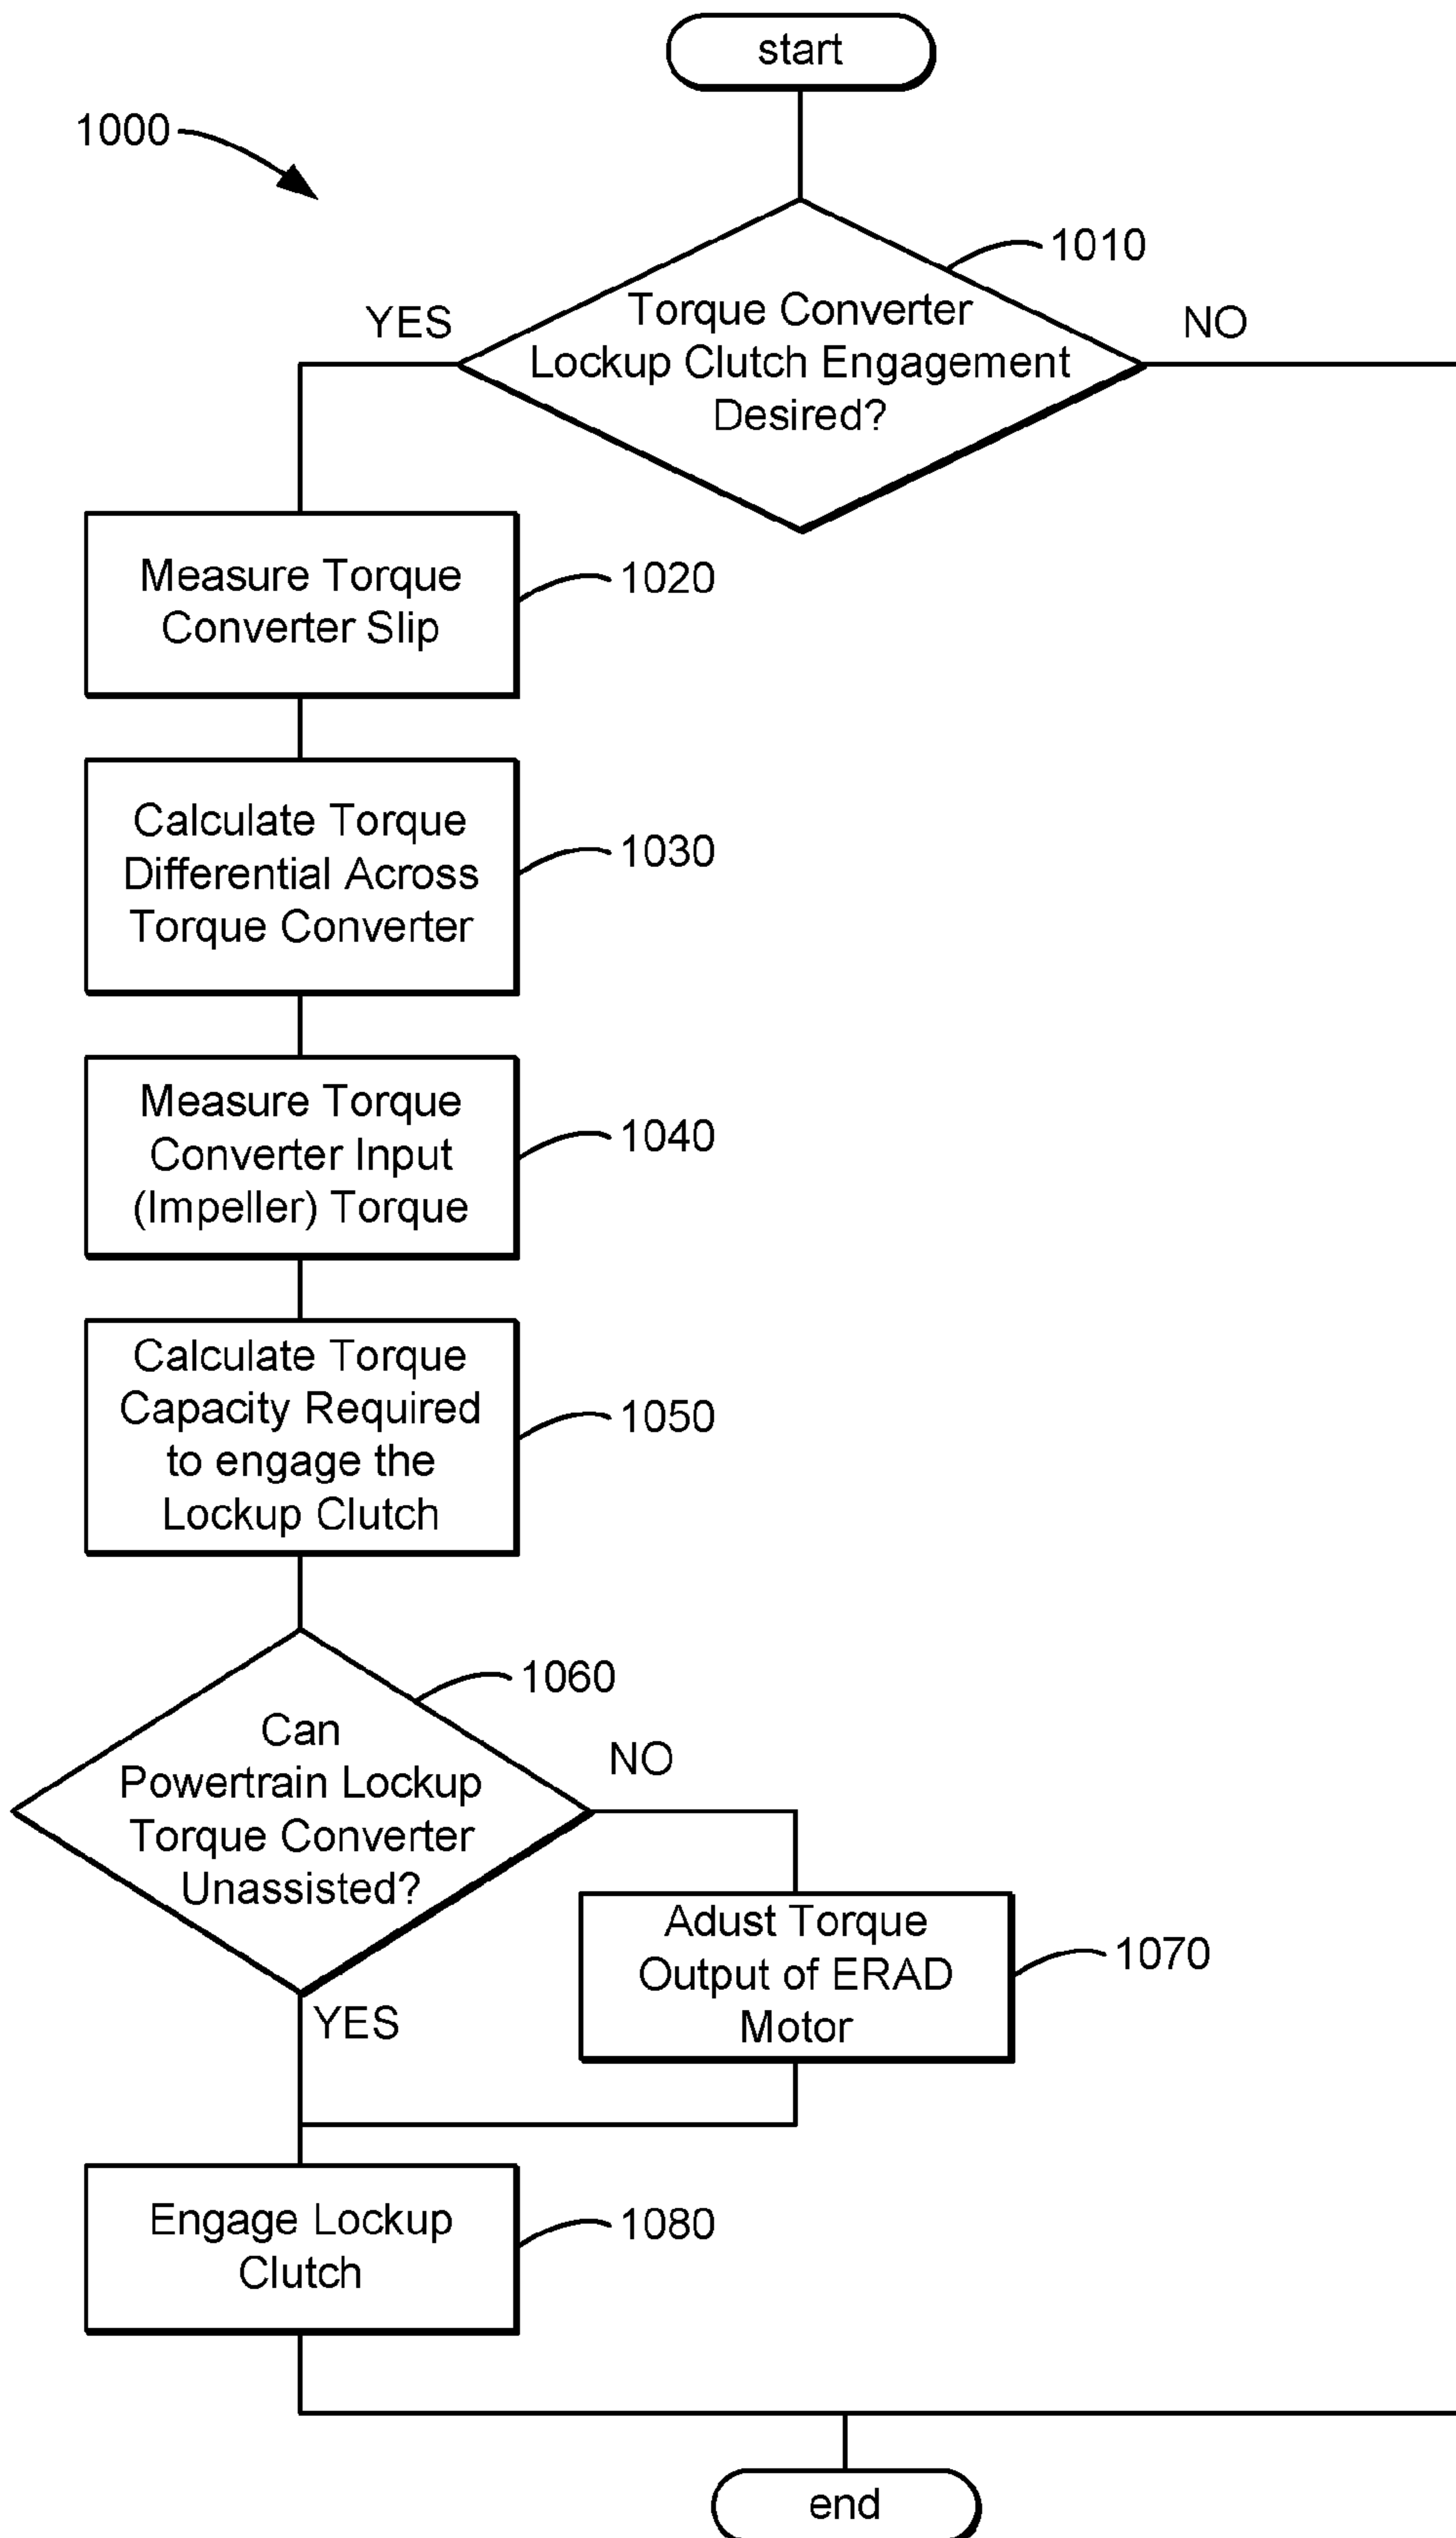 start
1000
1010
YES
NO
Torque Converter
Lockup Clutch Engagement
Desired?
Measure Torque
Converter Slip
1020
Calculate Torque
Differential Across
Torque Converter
1030
Measure Torque
Converter Input
(Impeller) Torque
1040
Calculate Torque
Capacity Required
to engage the
Lockup Clutch
1050
1060
Can
Powertrain Lockup
Torque Converter
Unassisted?
NO
YES
Adust Torque
Output of ERAD
Motor
1070
Engage Lockup
Clutch
1080
end